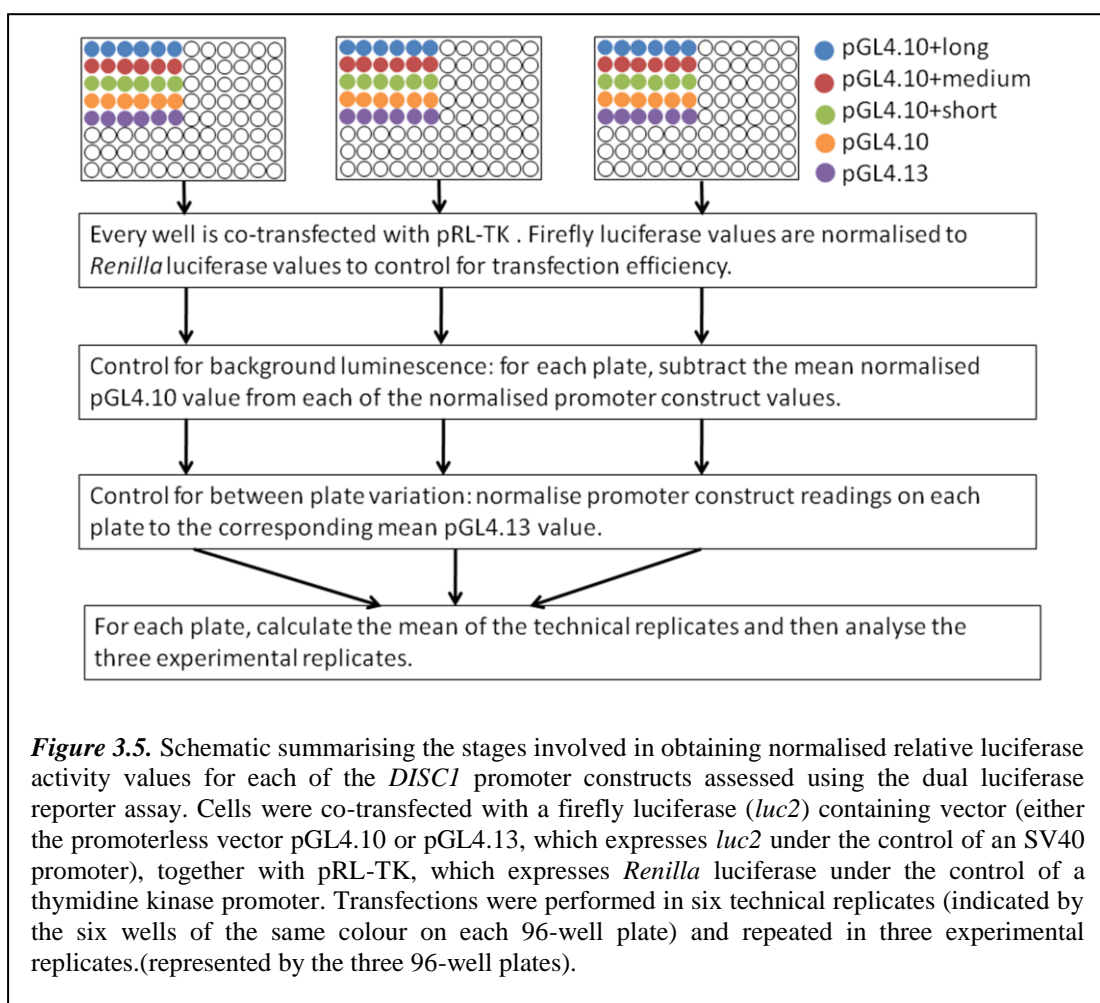 pGL4.10+long
pGL4.10+medium
pGL4.10+short
pGL4.10
pGL4.13
Every well is co-transfected with pRL-TK . Firefly luciferase values are normalised to
Renilla luciferase values to control for transfection efficiency.
Control for background luminescence: for each plate, subtract the mean normalised
pGL4.10 value from each of the normalised promoter construct values.
Control for between plate variation: normalise promoter construct readings on each
plate to the corresponding mean pGL4.13 value.
For each plate, calculate the mean of the technical replicates and then analyse the
three experimental replicates.
Figure 3.5. Schematic summarising the stages involved in obtaining normalised relative luciferase
activity values for each of the DISC1 promoter constructs assessed using the dual luciferase
reporter assay. Cells were co-transfected with a firefly luciferase (luc2) containing vector (either
the promoterless vector pGL4.10 or pGL4.13, which expresses luc2 under the control of an SV40
promoter), together with pRL-TK, which expresses Renilla luciferase under the control of a
thymidine kinase promoter. Transfections were performed in six technical replicates (indicated by
the six wells of the same colour on each 96-well plate) and repeated in three experimental
replicates.(represented by the three 96-well plates).